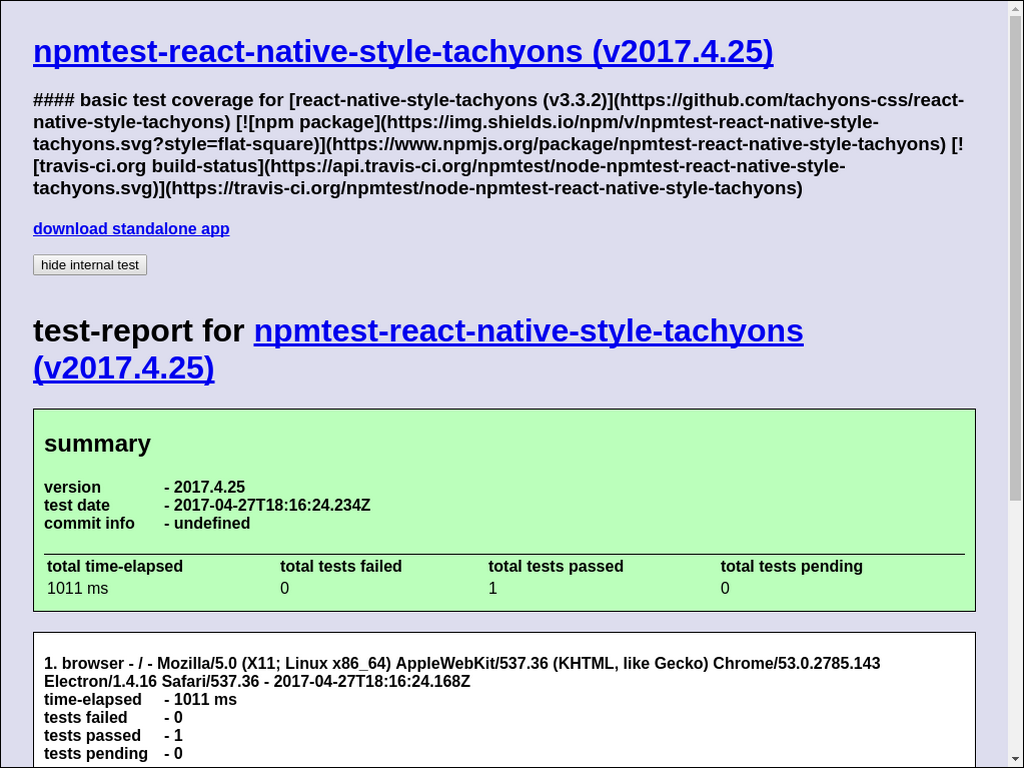 npmtest-react-native-style-tachyons (v2017.4.25)
#### basic test coverage for [react-native-style-tachyons (v3.3.2)](https://github.com/tachyons-css/react-
native-style-tachyons) [![npm package](https://img.shields.io/npm/v/npmtest-react-native-style-
tachyons.svg?style=flat-square)](https://www.npmjs.org/package/npmtest-react-native-style-tachyons) [!
[travis-ci.org build-status](https://api.travis-ci.org/npmtest/node-npmtest-react-native-style-
tachyons.svg)](https://travis-ci.org/npmtest/node-npmtest-react-native-style-tachyons)
download standalone app
hide internal test
test-report for npmtest-react-native-style-tachyons
(v2017.4.25)
summary
version - 2017.4.25
test date - 2017-04-27T18:16:24.234Z
commit info - undefined
total time-elapsed total tests failed total tests passed total tests pending
1011 ms 0 1 0
1. browser - / - Mozilla/5.0 (X11; Linux x86_64) AppleWebKit/537.36 (KHTML, like Gecko) Chrome/53.0.2785.143
Electron/1.4.16 Safari/537.36 - 2017-04-27T18:16:24.168Z
time-elapsed - 1011 ms
tests failed - 0
tests passed - 1
tests pending - 0